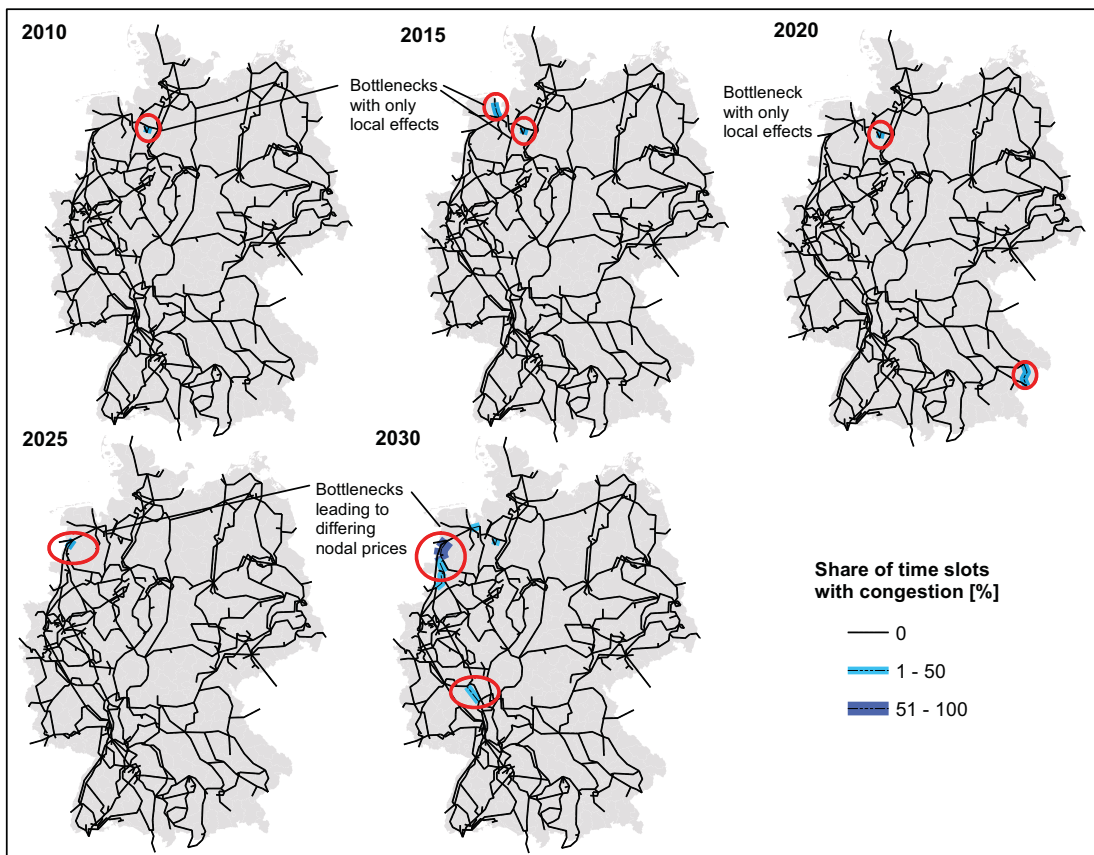 2010
2015
2020
Bottlenecks
with only
local effects
Bottleneck
with only
local effects
2025
2030
Bottlenecks
leading to
differing
nodal prices
Share of time slots
with congestion [%]
0
1 - 50
51 - 100